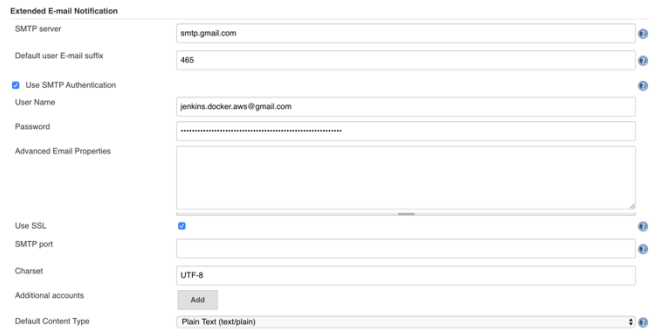 Extended E-mail Notification
SMTP server
smtp.gmail.com
Default user E-mail suffix
465
Use SMTP Authentication
User Name
jenkins.docker.aws@gmail.com
Password
Advanced Email Properties
Use SSL
SMTP port
Charset
UTF-8
Additional accounts
Add
Default Content Type
Plain Text (text/plain)